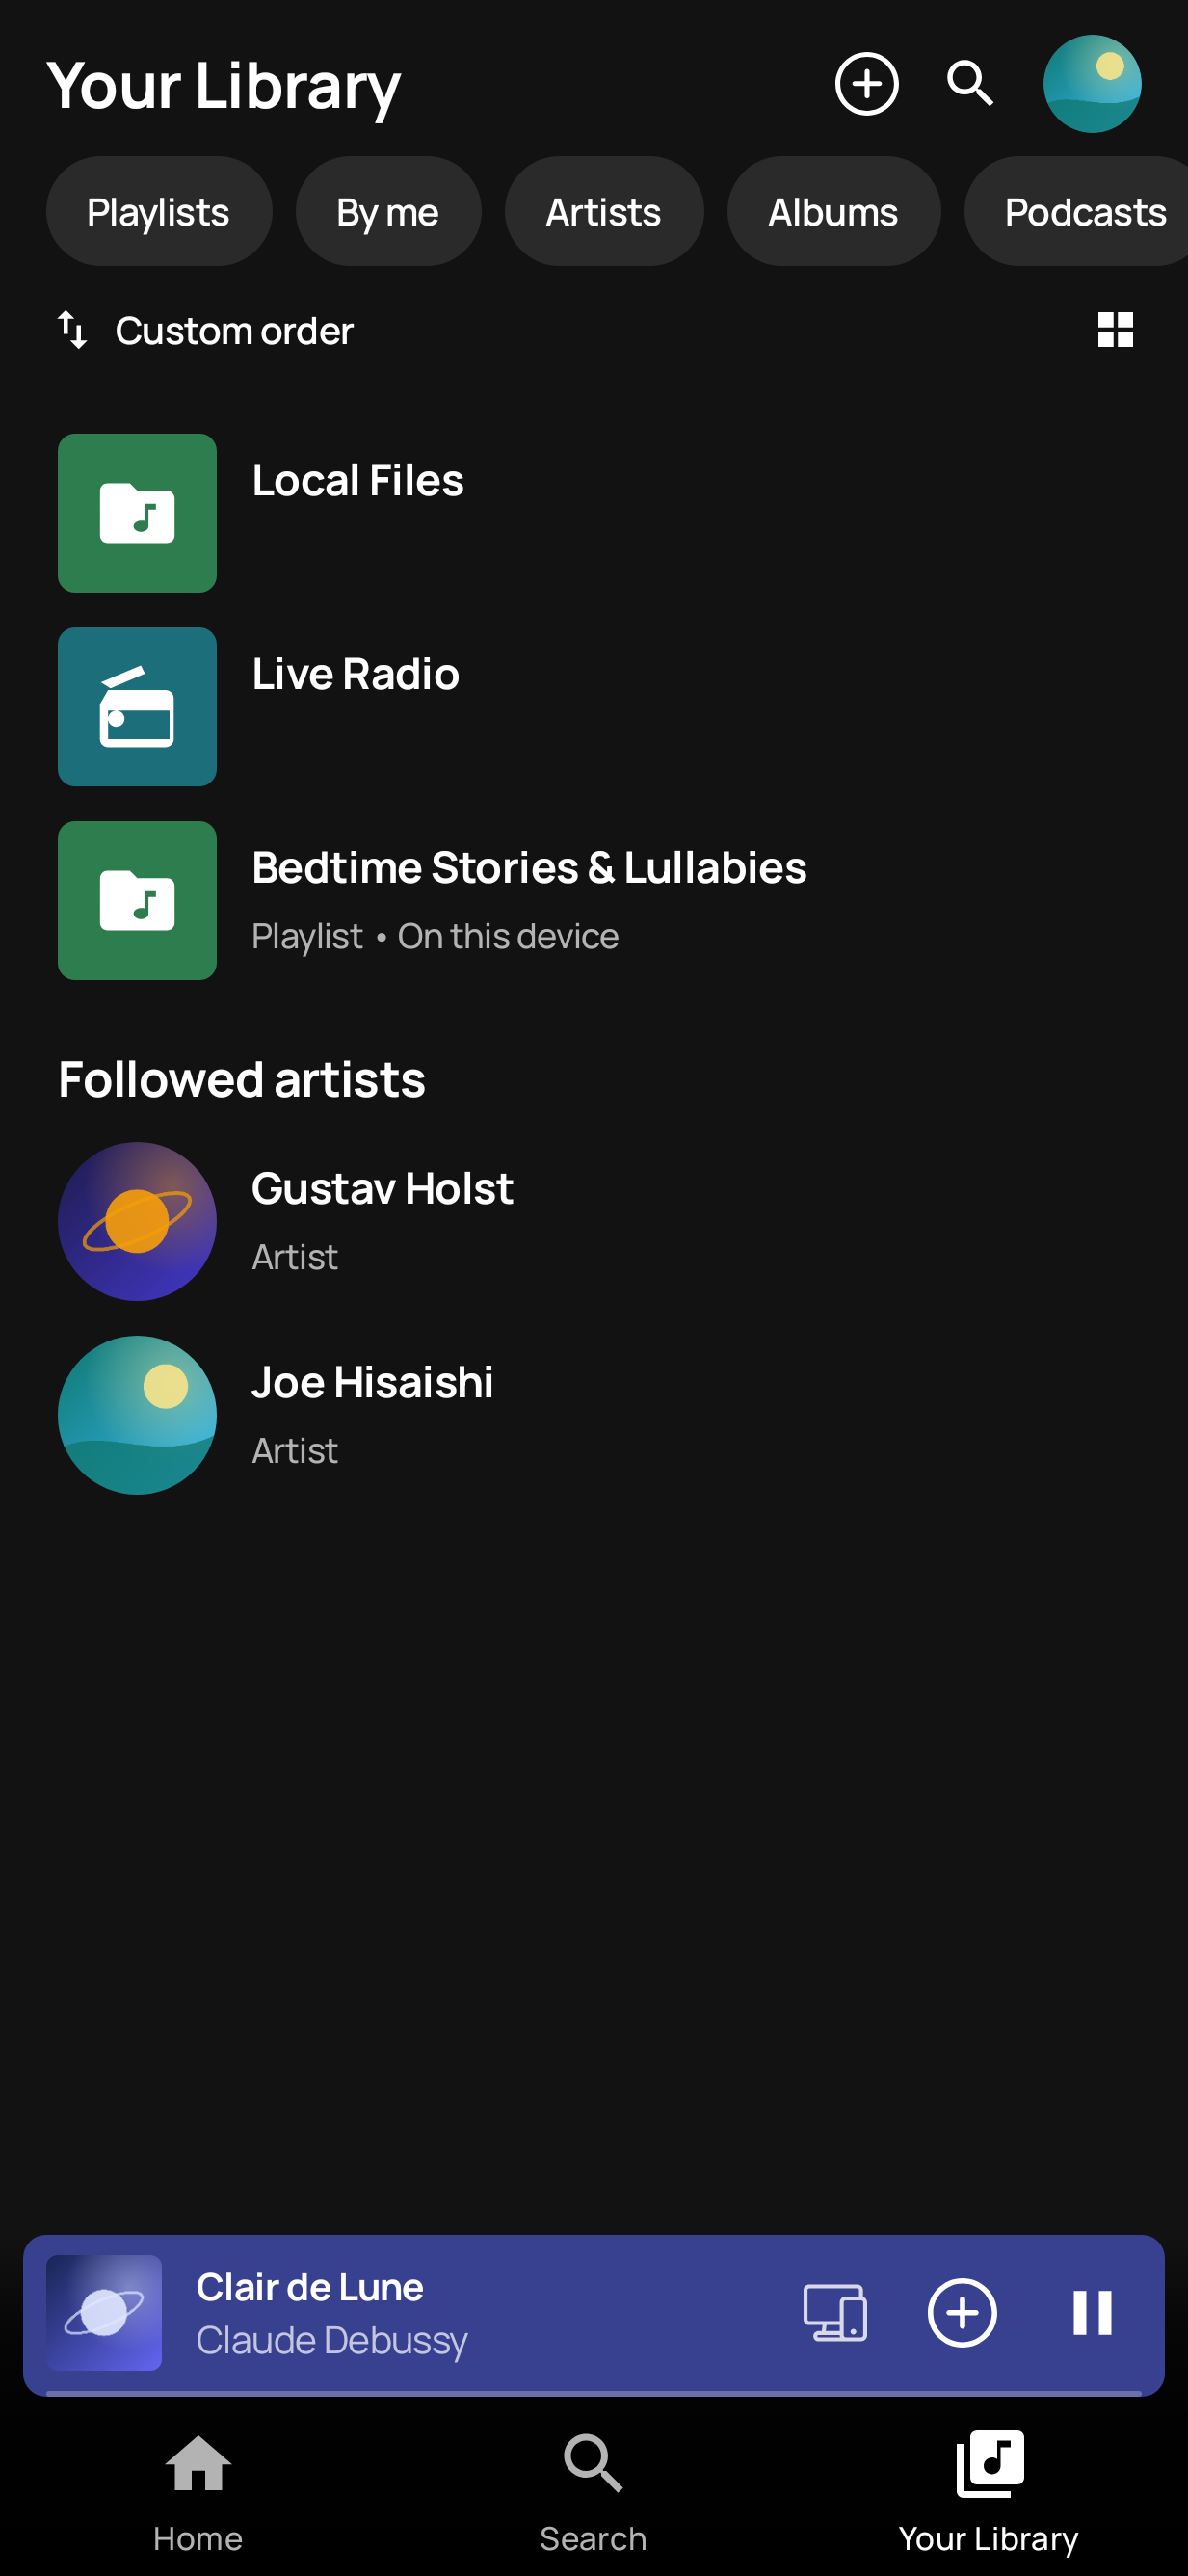 Your Library
Playlists
By me
Artists
Albums
Podcasts
Custom order
Local Files
Live Radio
Bedtime Stories & Lullabies
Playlist • On this device
Followed artists
Gustav Holst
Artist
Joe Hisaishi
Artist
Clair de Lune
Claude Debussy
Home
Search
Your Library